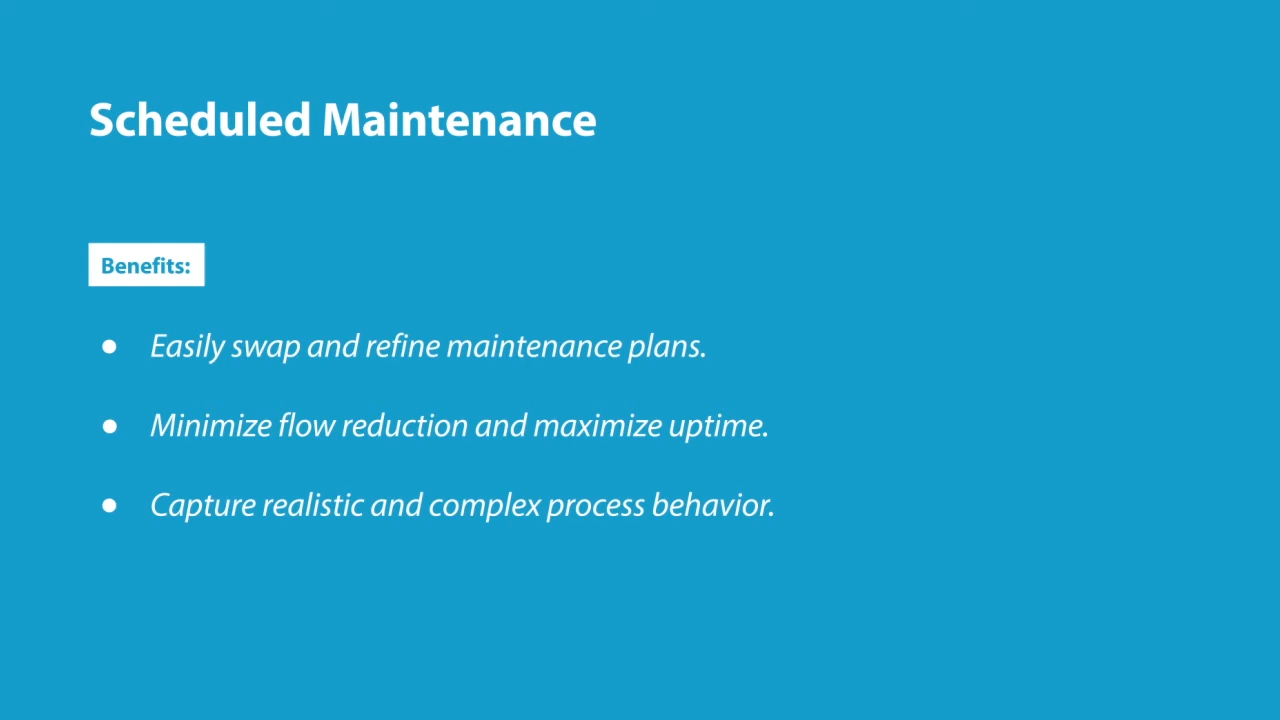 Scheduled Maintenance
Benefits:
● Easily swap and refine maintenance plans.
● Minimize flow reduction and maximize uptime.
● Capture realistic and complex process behavior.